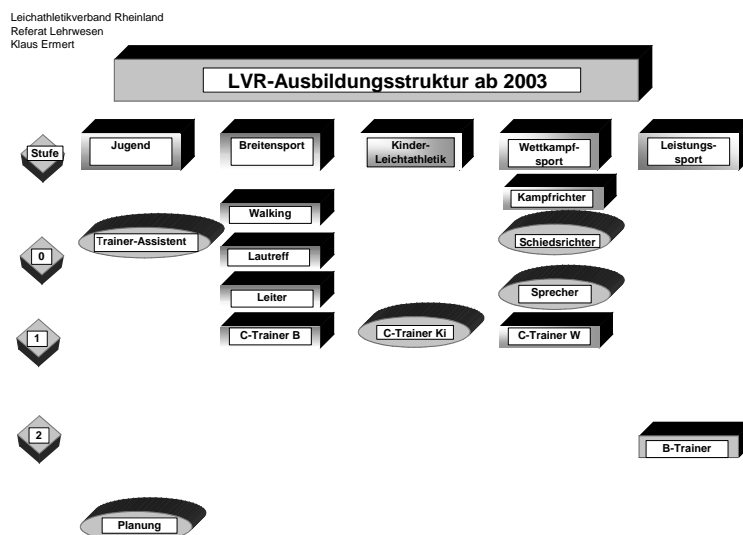 Leichathletikverband Rheinland
Referat Lehrwesen
Klaus Ermert
LVR-Ausbildungsstruktur ab 2003
Stufe
Jugend
Breitensport
Kinder-
Leichtathletik
Wettkampf-
sport
Leistungs-
sport
Kampfrichter
Walking
Trainer-Assistent
Schiedsrichter
0
Lautreff
Leiter
Sprecher
1
C-Trainer B
C-Trainer Ki
C-Trainer W
2
B-Trainer
Planung